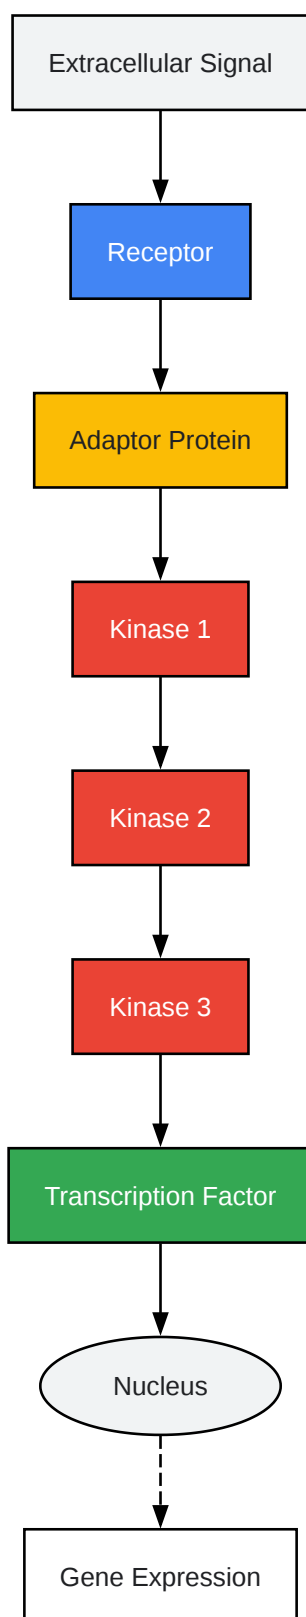 Extracellular Signal
Receptor
Adaptor Protein
Kinase 1
Kinase 2
Kinase 3
Transcription Factor
Nucleus
Gene Expression